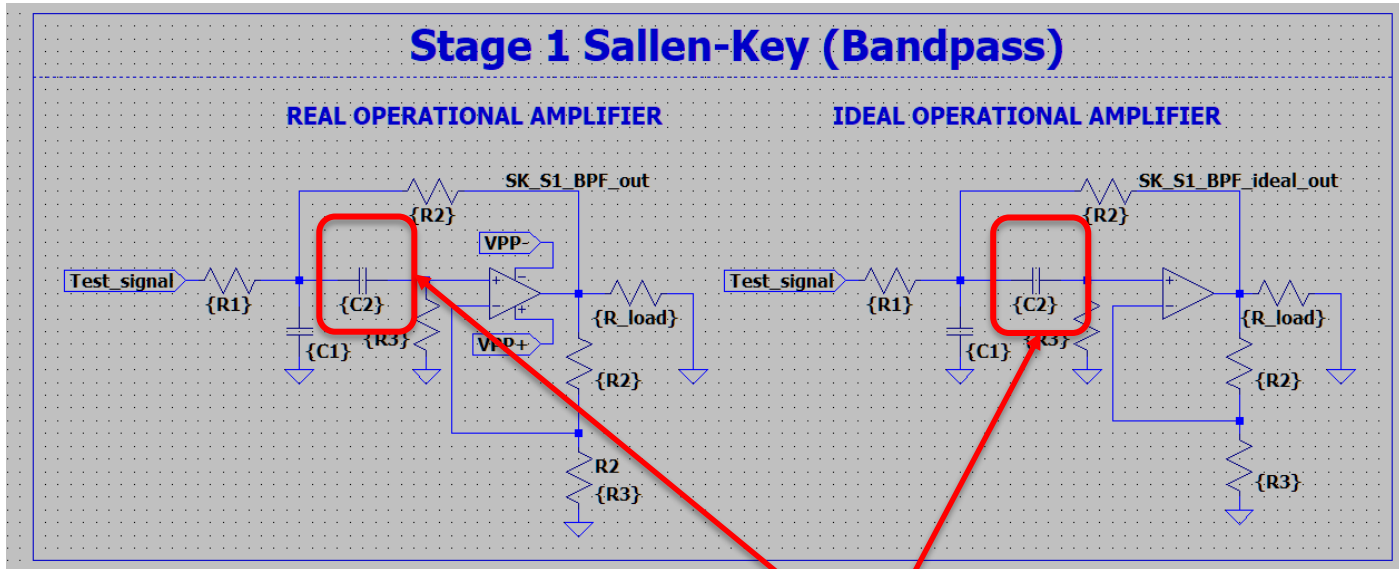 Stage 1 Sallen-Key (Bandpass)
REAL OPERATIONAL AMPLIFIER
IDEAL OPERATIONAL AMPLIFIER
SK_S1_BPF_out
{R2}
VPP-
Test_signal
{R1}
{C2}
{R_load}
{C1}
{R3}
VPP+
{R2}
R2
{R3}
SK_S1_BPF_ideal_out
{R2}
Test_signal
{R1}
{C2}
{R_load}
{C1}
{R3}
{R2}
{R3}